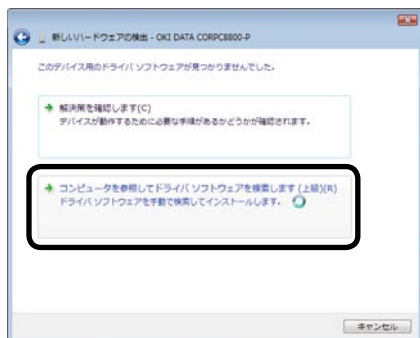 新しいハードウェアの検出 - OKI DATA CORPC8800-P
このデバイス用のドライバ ソフトウェアが見つかりませんでした。
解決策を確認します(C)
デバイスが動作するために必要な手順があるかどうかが確認されます。
コンピュータを参照してドライバ ソフトウェアを検索します (上級)(R)
ドライバ ソフトウェアを手動で検索してインストールします。
キャンセル